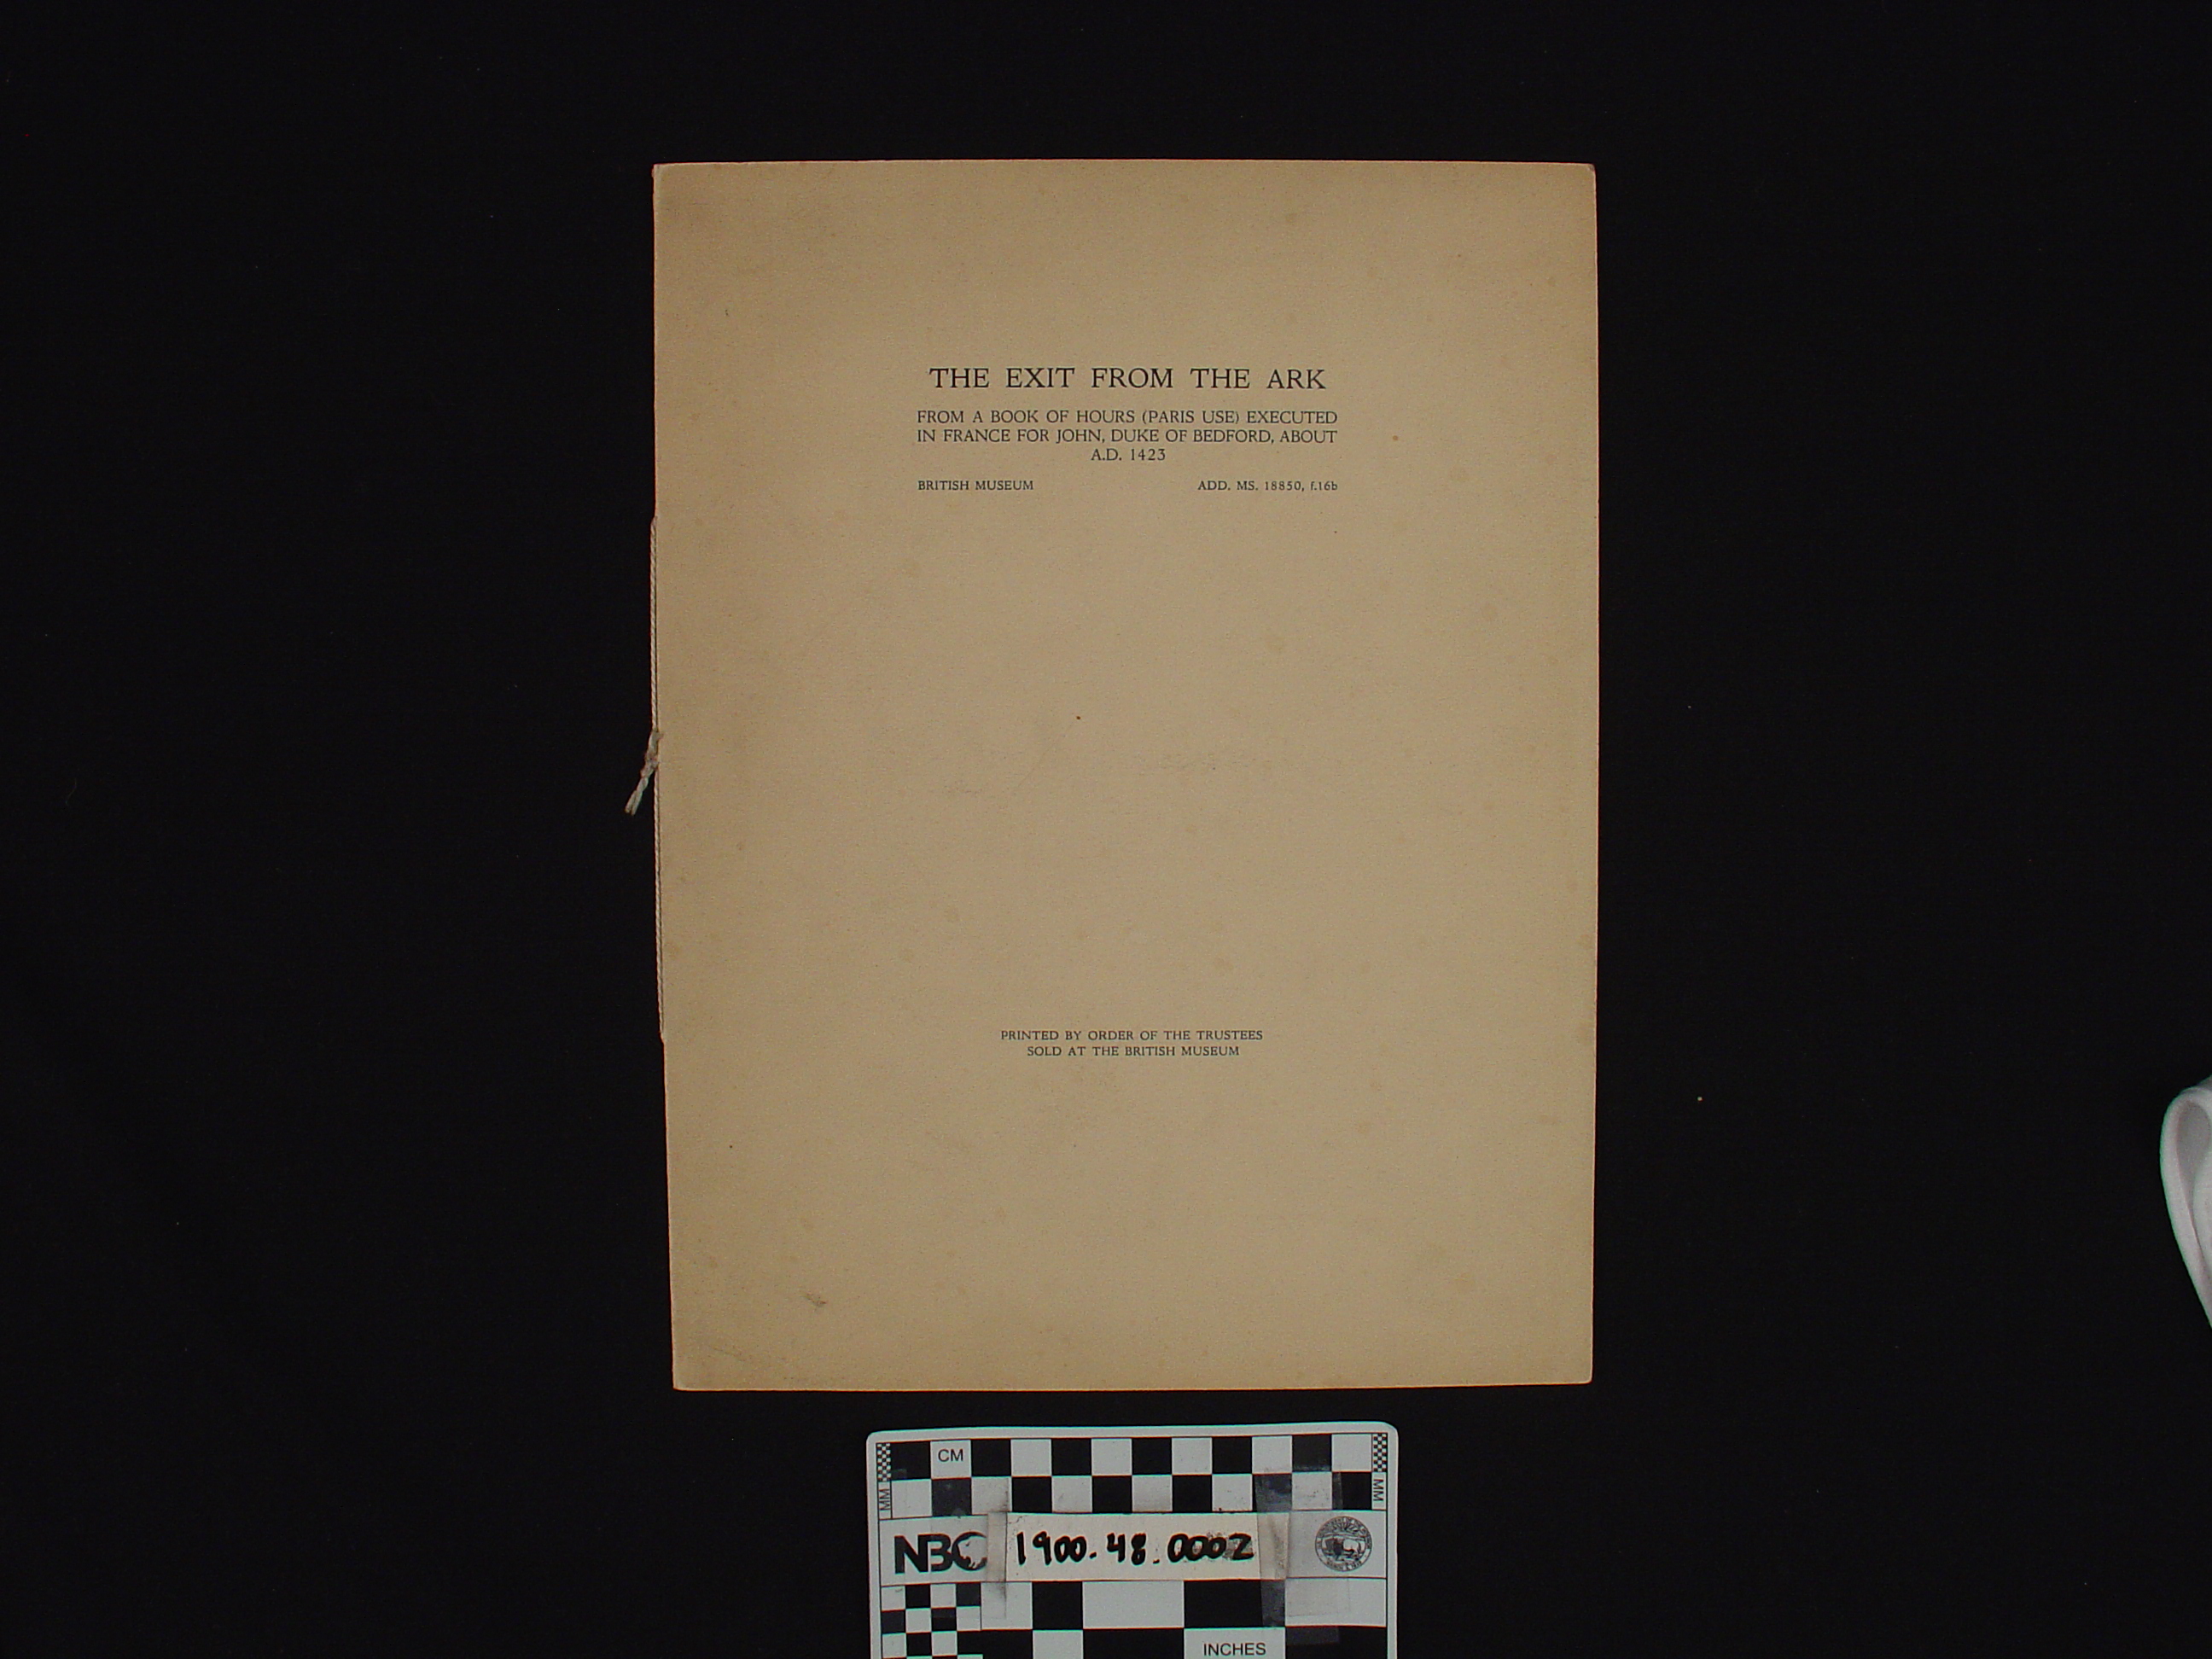 THE EXIT FROM THE ARK
FROM A BOOK OF HOURS (PARIS USE) EXECUTED
IN FRANCE FOR JOHN, DUKE OF BEDFORD, ABOUT
A.D. 1423
BRITISH MUSEUM ADD. MS. 18850, f.16b
PRINTED BY ORDER OF THE TRUSTEES
SOLD AT THE BRITISH MUSEUM
CM
MM MM
NBC 1900.48.0002
INCHES